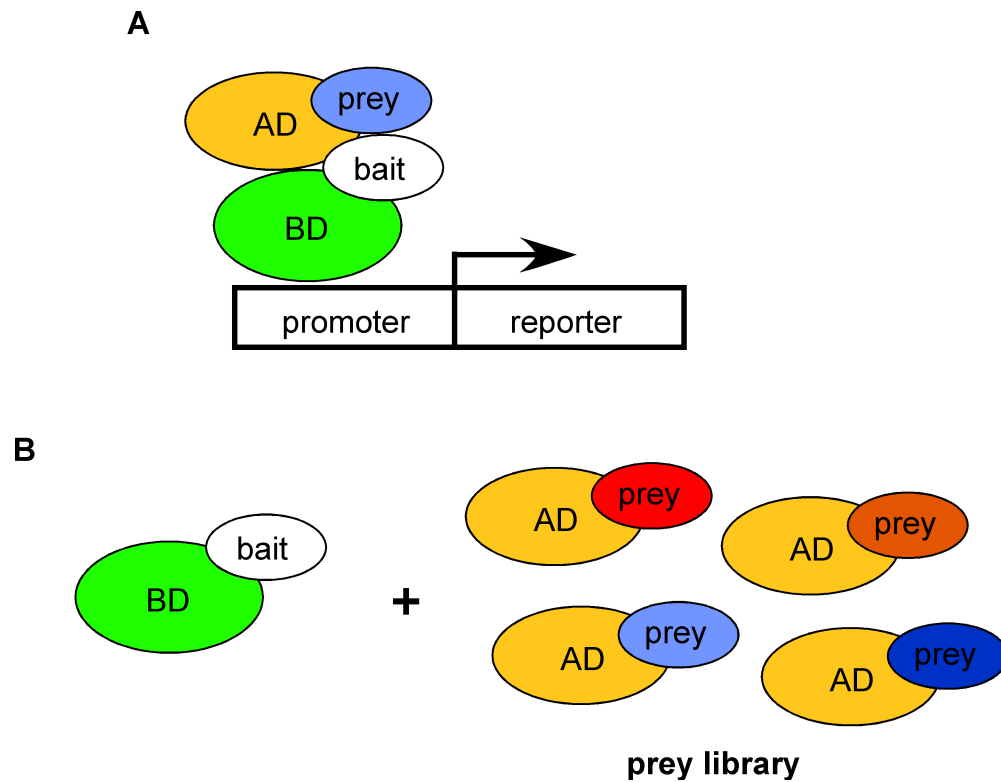 A
prey
AD
bait
BD
promoter reporter
B
prey
AD
prey
AD
bait
BD
+
prey
AD
prey
AD
prey library